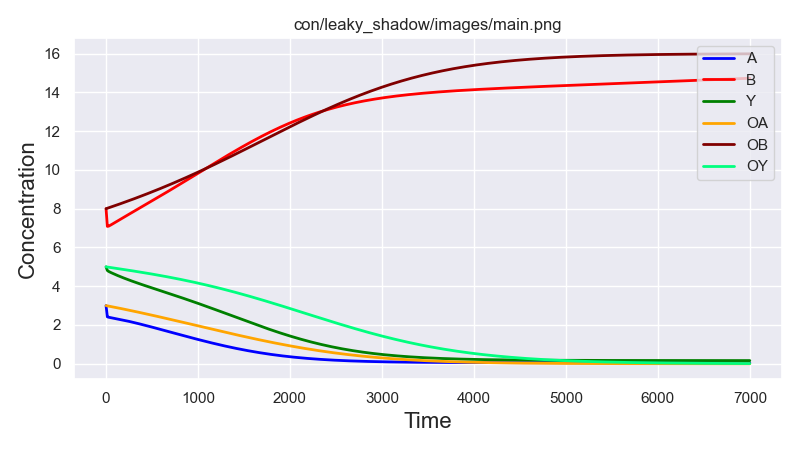 con/leaky_shadow/images/main.png
Concentration
16
14
12
10
8
6
4
2
0
A
B
Y
OA
OB
OY
0 1000 2000 3000 4000 5000 6000 7000
Time